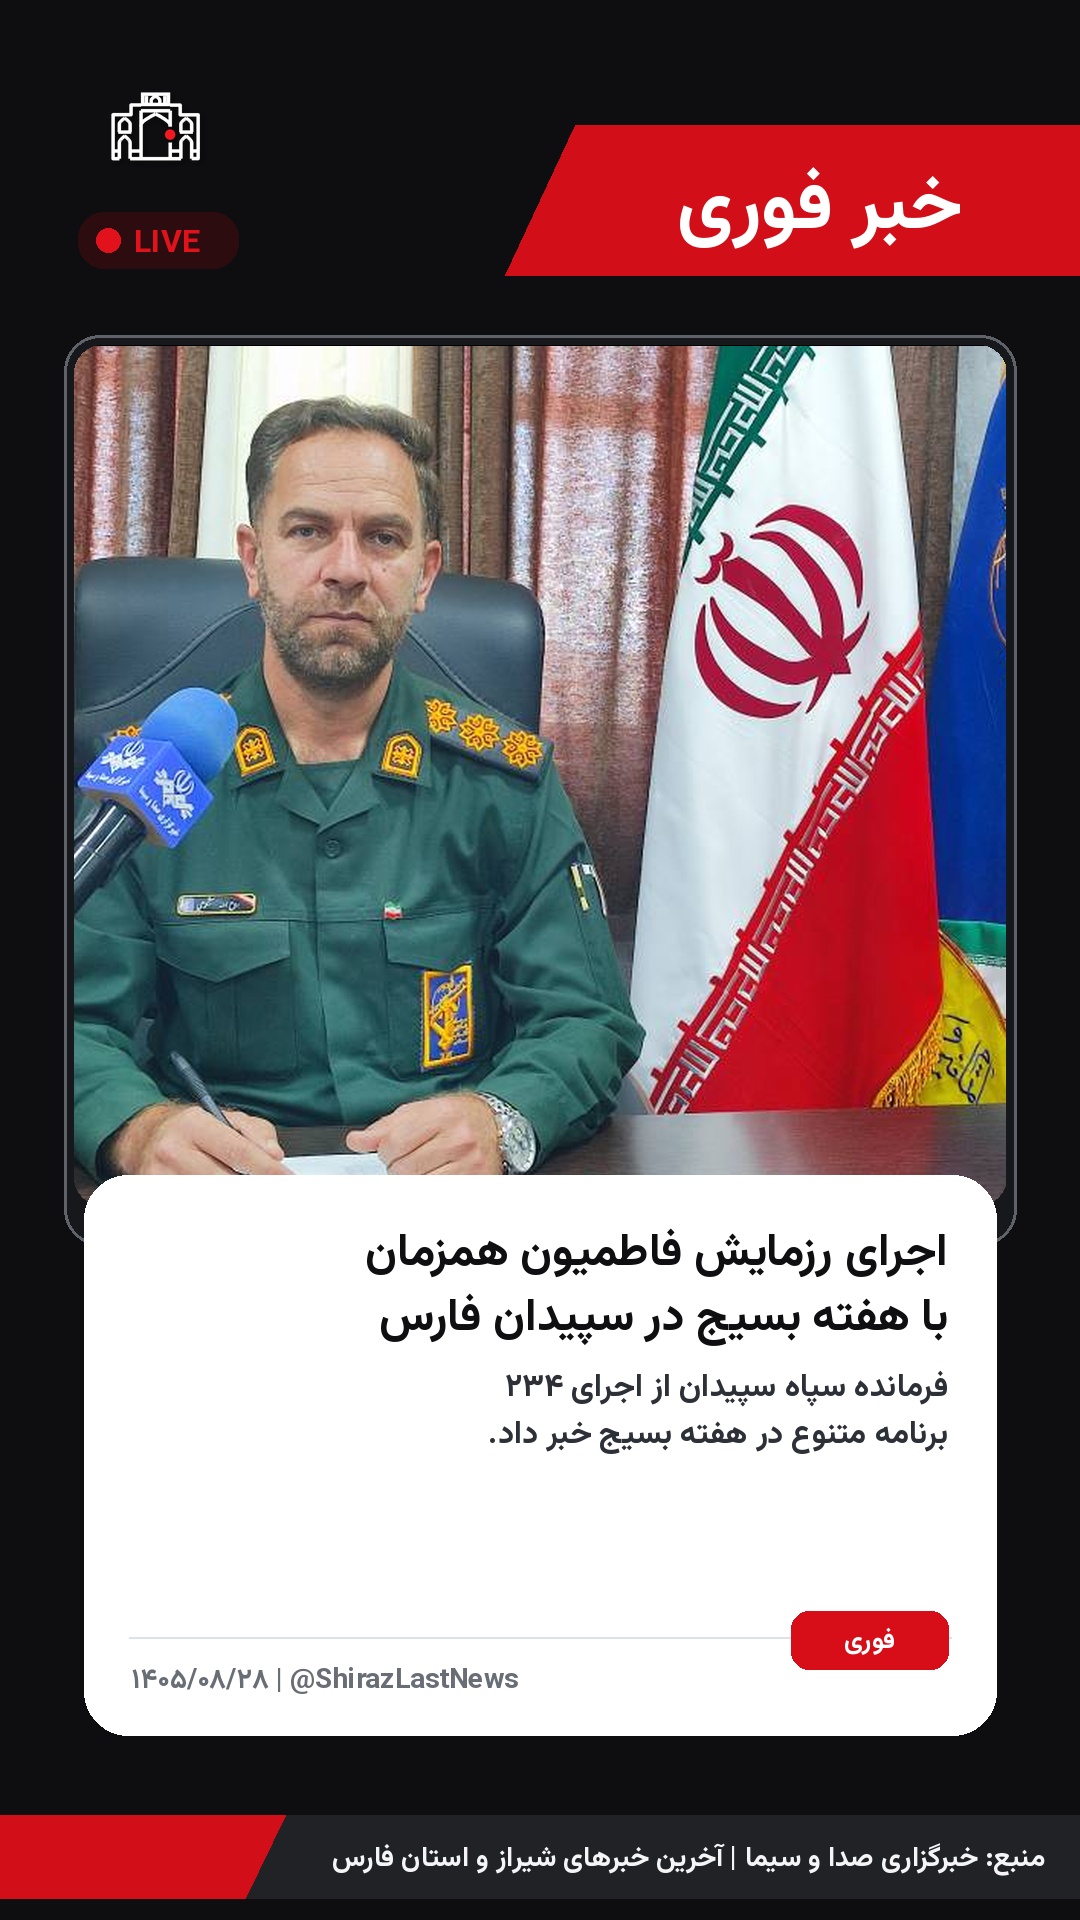 خبر فوری
LIVE
اجرای رزمایش فاطمیون همزمان
با هفته بسیج در سپیدان فارس
فرمانده سپاه سپیدان از اجرای ۲۳۴
برنامه متنوع در هفته بسیج خبر داد.
فوری
۱۴۰۵/۰۸/۲۸ | @ShirazLastNews
منبع: خبرگزاری صدا و سیما | آخرین خبرهای شیراز و استان فارس